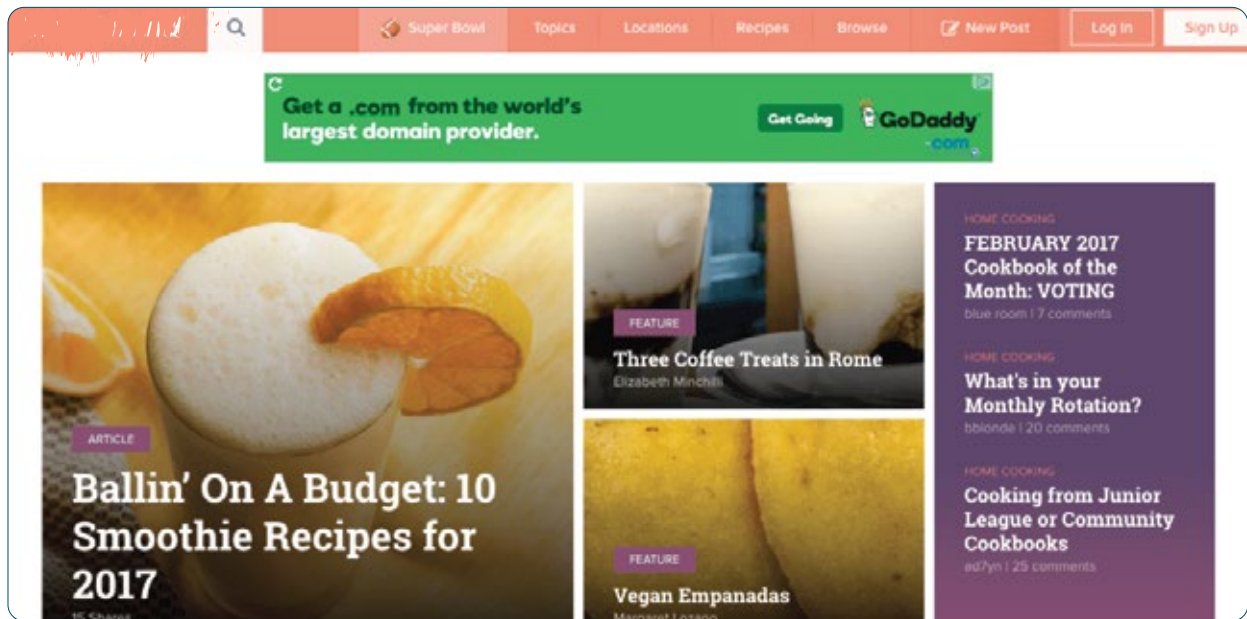 Super Bowl Topics Locations Recipes Browse New Post Log In Sign Up
Get a .com from the world's
largest domain provider.
Get Going
GoDaddy
.com
ARTICLE
Ballin' On A Budget: 10
Smoothie Recipes for
2017
15 Shares
FEATURE
Three Coffee Treats in Rome
Elizabeth Minchilli
FEATURE
Vegan Empanadas
Margaret Lozano
HOME COOKING
FEBRUARY 2017
Cookbook of the
Month: VOTING
blue room | 7 comments
HOME COOKING
What's in your
Monthly Rotation?
bblonde | 20 comments
HOME COOKING
Cooking from Junior
League or Community
Cookbooks
ad7yn | 25 comments